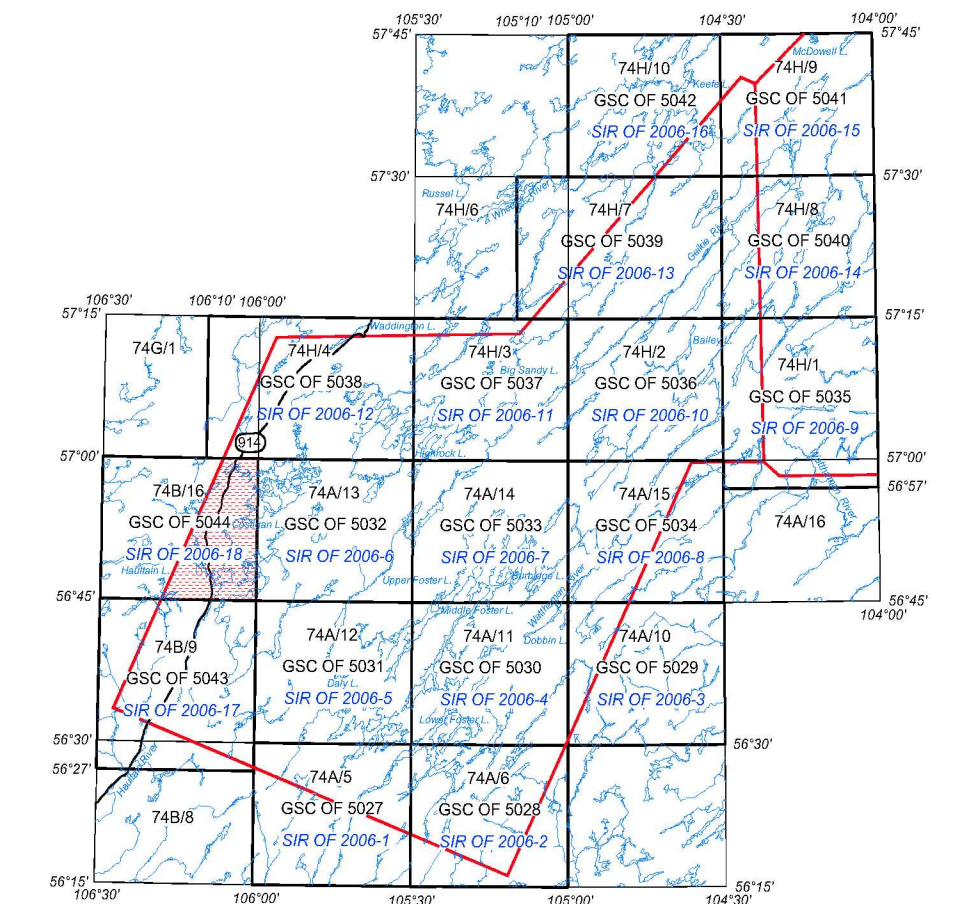 105°30' 105°10' 105°00' 104°30' 104°00'
57°45' 57°45'
McDowell L.
74H/10 74H/9
Keefe L.
GSC OF 5042 GSC OF 5041
SIR OF 2006-16 SIR OF 2006-15
57°30' 57°30'
Russel L.
74H/6 Wheeler River 74H/7 74H/8
Geikie River
GSC OF 5039 GSC OF 5040
SIR OF 2006-13 SIR OF 2006-14
106°30' 106°10' 106°00'
57°15' 57°15'
Waddington L.
74G/1 74H/4 74H/3 74H/2 Bailey L.
74H/1
Big Sandy L.
GSC OF 5038 GSC OF 5037 GSC OF 5036
GSC OF 5035
SIR OF 2006-12 SIR OF 2006-11 SIR OF 2006-10
SIR OF 2006-9
914
Highrock L.
57°00' 57°00'
56°57'
74B/16 74A/13 74A/14 74A/15
River
74A/16
GSC OF 5044 GSC OF 5032 GSC OF 5033 GSC OF 5034
Costigan L.
SIR OF 2006-18 SIR OF 2006-6 SIR OF 2006-7 SIR OF 2006-8
Haultain L.
Upper Foster L.
River
56°45' 56°45'
104°00'
Middle Foster L.
74B/9 74A/12 74A/11 Dobbin L. 74A/10
GSC OF 5043 GSC OF 5031 GSC OF 5030 GSC OF 5029
Daly L.
SIR OF 2006-17 SIR OF 2006-5 SIR OF 2006-4 SIR OF 2006-3
Lower Foster L.
56°30' 56°30'
56°27'
Haultain River
74A/5 74A/6
GSC OF 5027 GSC OF 5028
74B/8
SIR OF 2006-1 SIR OF 2006-2
56°15' 56°15'
106°30' 106°00' 105°30' 105°00' 104°30'